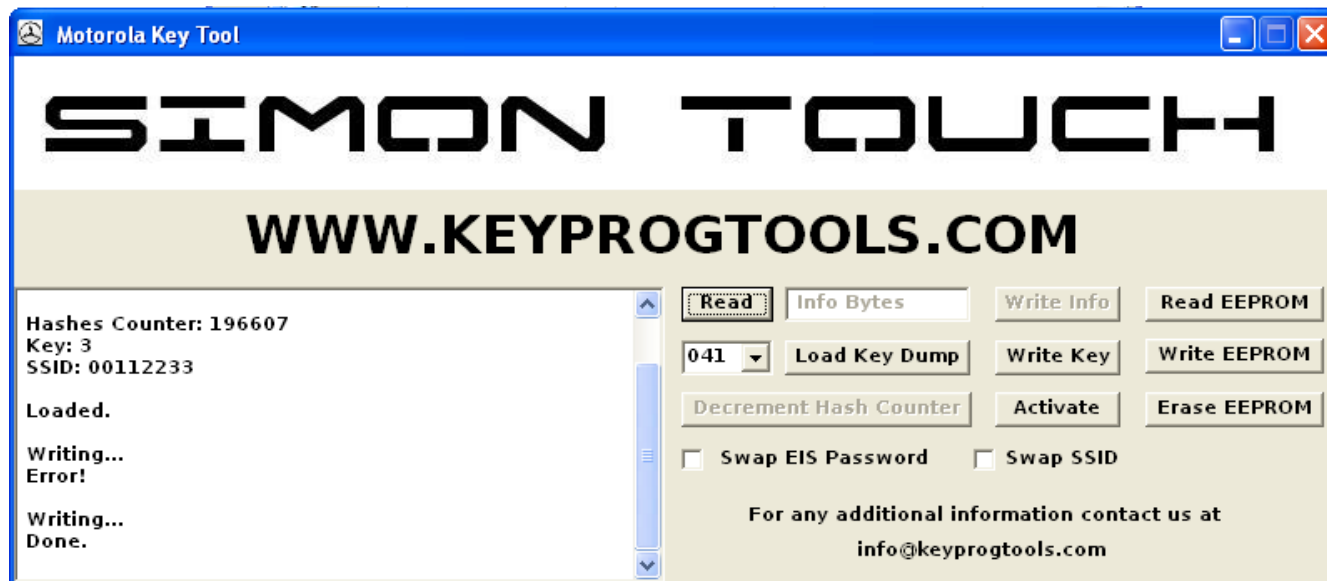 Motorola Key Tool
SIMON TOUCH
WWW.KEYPROGTOOLS.COM
Hashes Counter: 196607
Key: 3
SSID: 00112233
Loaded.
Writing...
Error!
Writing...
Done.
Read Info Bytes Write Info Read EEPROM
041 Load Key Dump Write Key Write EEPROM
Decrement Hash Counter Activate Erase EEPROM
Swap EIS Password Swap SSID
For any additional information contact us at
info@keyprogtools.com